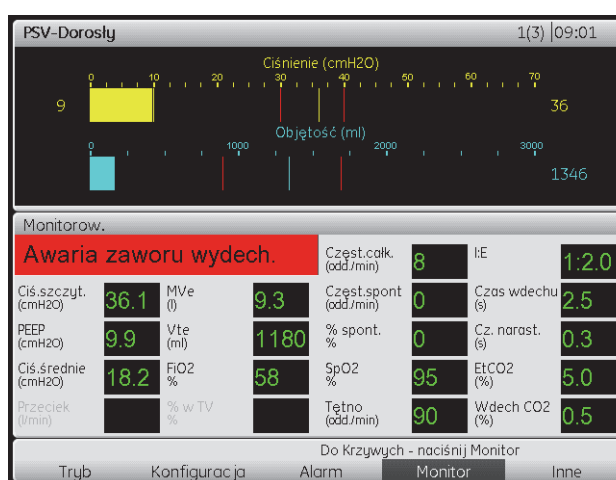 PSV-Dorosły 1(3) 09:01
Ciśnienie (cmH2O)
0 10 20 30 40 50 60 70
9 36
Objętość (ml)
0 1000 2000 3000
1346
Monitorow.
Awaria zaworu wydech.
Częst.całk. (odd./min) 8 I:E 1:2.0
Ciś.szczyt. (cmH2O) 36.1 MVe (l) 9.3 Częst.spont (odd./min) 0 Czas wdechu (s) 2.5
PEEP (cmH2O) 9.9 Vte (ml) 1180 % spont. % 0 Cz. narast. (s) 0.3
Ciś.średnie (cmH2O) 18.2 FiO2 % 58 SpO2 % 95 EtCO2 (%) 5.0
Przeciek (l/min) % w TV % Tętno (odd./min) 90 Wdech CO2 (%) 0.5
Do Krzywych - naciśnij Monitor
Tryb Konfiguracja Alarm Monitor Inne